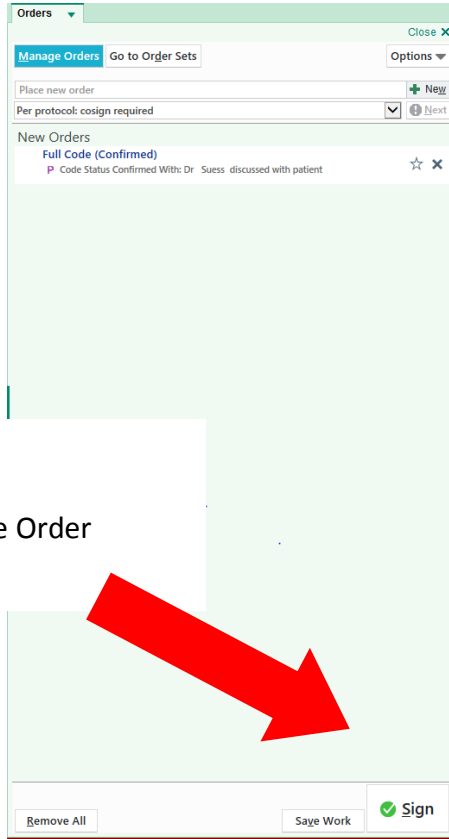 Orders
Close X
Manage Orders Go to Order Sets Options
Place new order New
Per protocol: cosign required Next
New Orders
Full Code (Confirmed)
P Code Status Confirmed With: Dr Suess discussed with patient
e Order
Remove All Save Work Sign